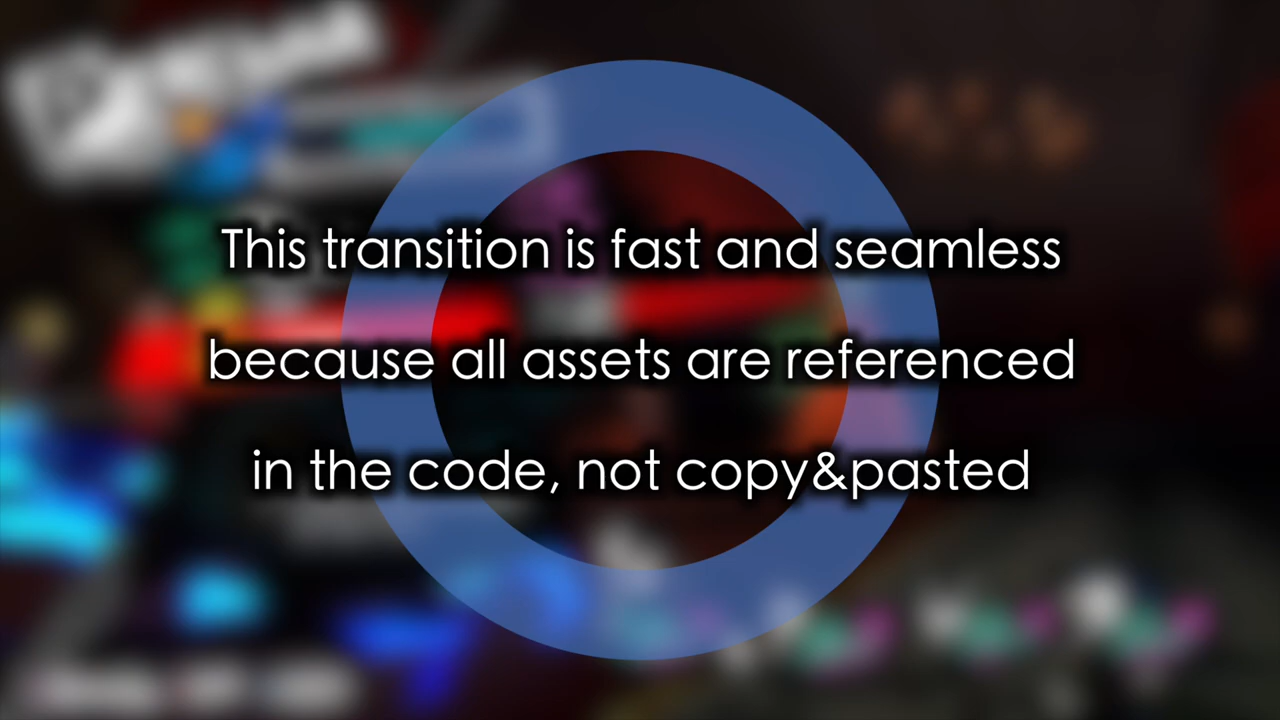 This transition is fast and seamless
because all assets are referenced
in the code, not copy&pasted